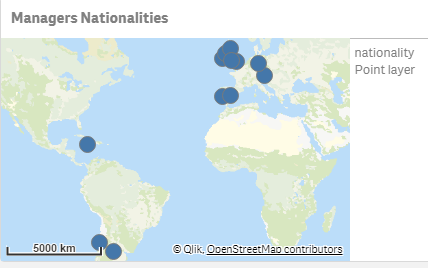 Managers Nationalities
nationality
Point layer
5000 km
© Qlik, OpenStreetMap contributors